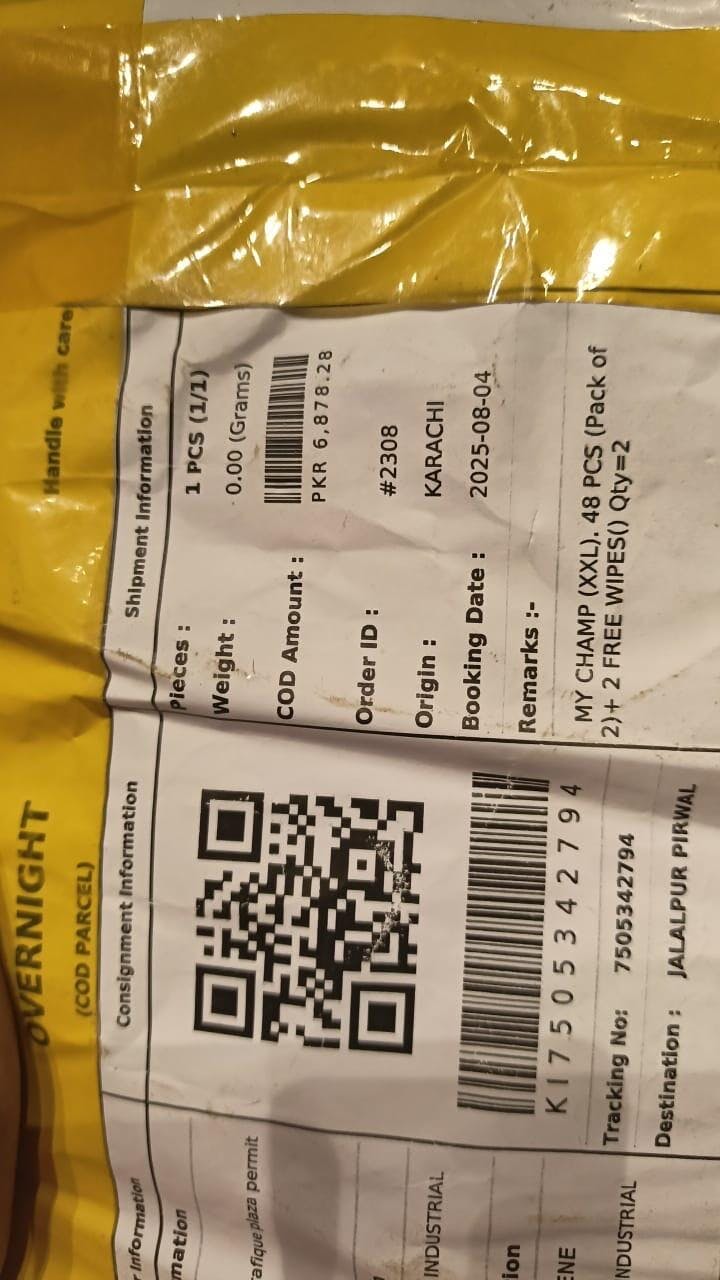 OVERNIGHT
(COD PARCEL)
Handle with care
Information
mation
afique plaza permit
INDUSTRIAL
ion
ENE
NDUSTRIAL
Consignment Information
KI7505342794
Tracking No: 7505342794
Destination : JALALPUR PIRWAL
Shipment Information
Pieces : 1 PCS (1/1)
Weight : 0.00 (Grams)
COD Amount :
PKR 6,878.28
Order ID : #2308
Origin : KARACHI
Booking Date : 2025-08-04
Remarks :-
MY CHAMP (XXL). 48 PCS (Pack of
2)+ 2 FREE WIPES() Qty=2